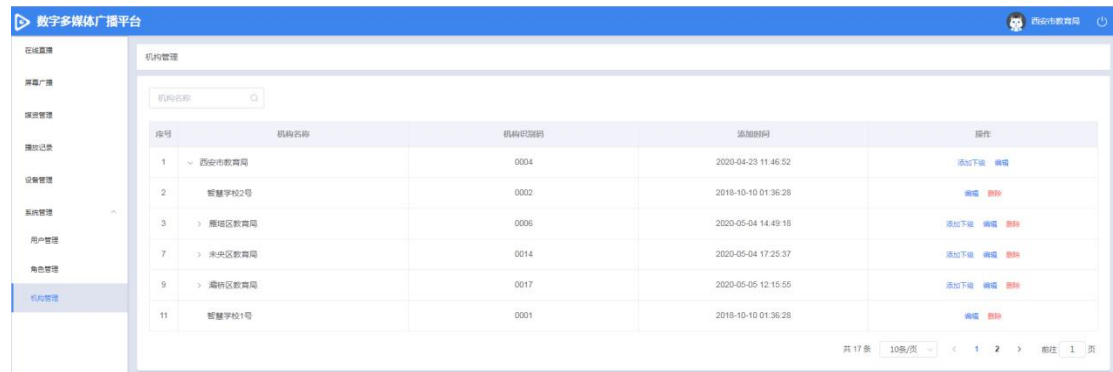 数字多媒体广播平台
西安市教育局
在线直播
屏幕广播
媒资管理
播放记录
设备管理
系统管理
用户管理
角色管理
机构管理
机构管理
机构名称
序号 机构名称 机构识别码 添加时间 操作
1 西安市教育局 0004 2020-04-23 11:46:52 添加下级 编辑
2 智慧学校2号 0002 2018-10-10 01:36:28 编辑 删除
3 雁塔区教育局 0006 2020-05-04 14:49:18 添加下级 编辑 删除
7 未央区教育局 0014 2020-05-04 17:25:37 添加下级 编辑 删除
9 灞桥区教育局 0017 2020-05-05 12:15:55 添加下级 编辑 删除
11 智慧学校1号 0001 2018-10-10 01:36:28 编辑 删除
共 17 条 10条/页 < 1 2 > 前往 1 页